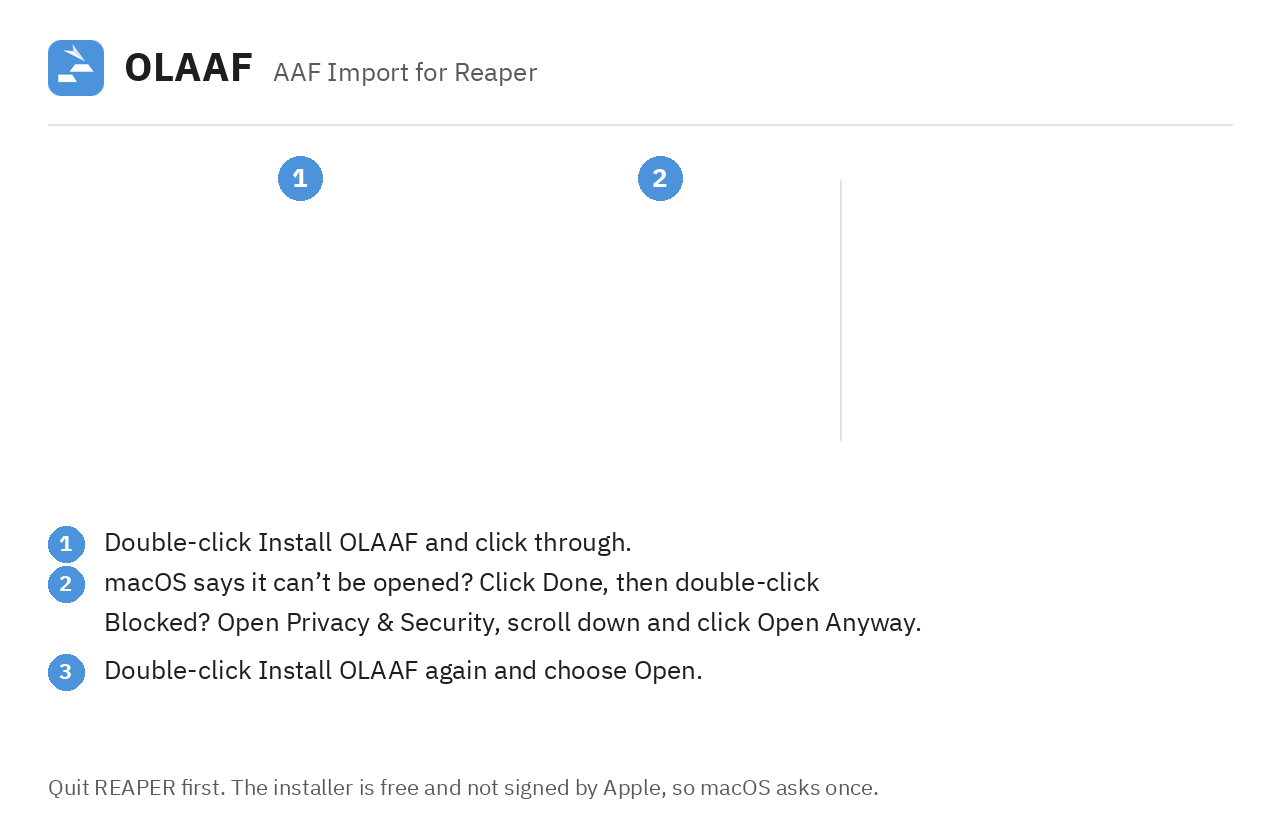 OLAAF AAF Import for Reaper
1 2
1 Double-click Install OLAAF and click through.
2 macOS says it can’t be opened? Click Done, then double-click
Blocked? Open Privacy & Security, scroll down and click Open Anyway.
3 Double-click Install OLAAF again and choose Open.
Quit REAPER first. The installer is free and not signed by Apple, so macOS asks once.